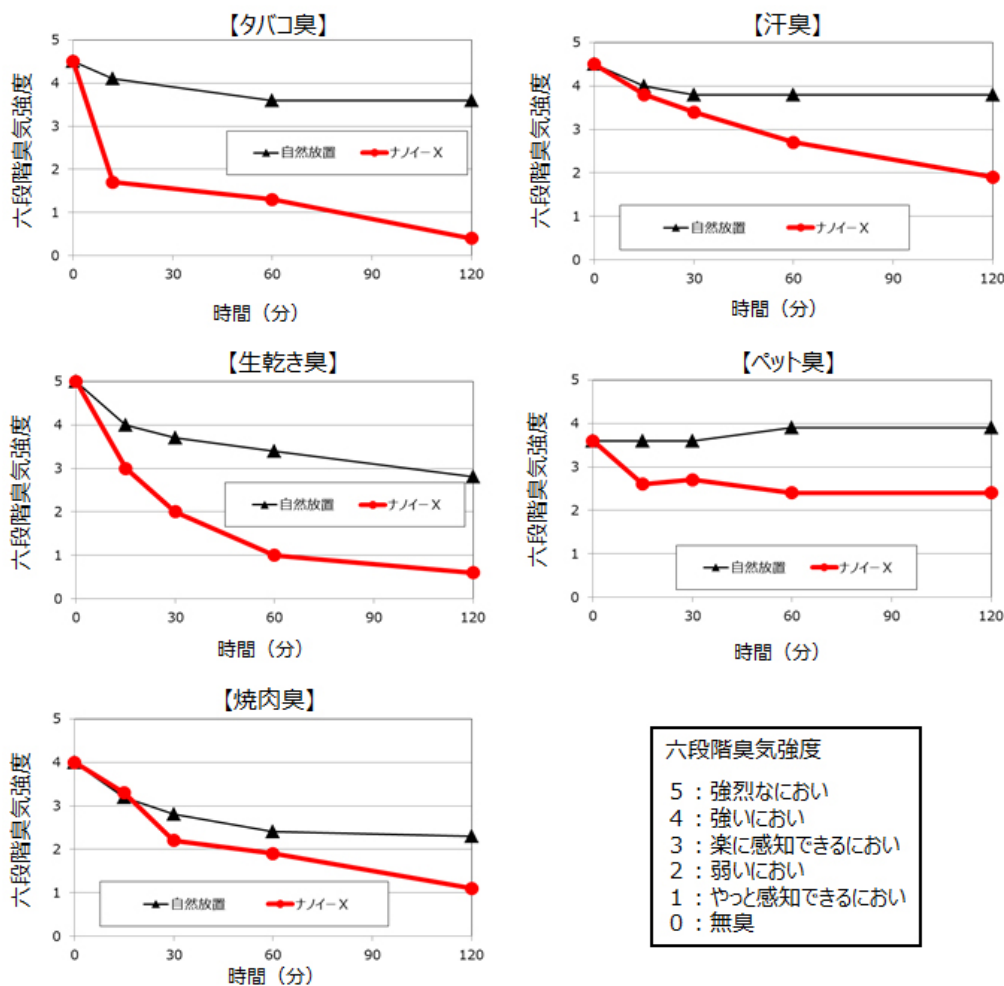 【タバコ臭】
六段階臭気強度
5
4
3
2
1
0
自然放置 ナノイーX
0 30 60 90 120
時間（分）
【汗臭】
六段階臭気強度
5
4
3
2
1
0
自然放置 ナノイーX
0 30 60 90 120
時間（分）
【生乾き臭】
六段階臭気強度
5
4
3
2
1
0
自然放置 ナノイーX
0 30 60 90 120
時間（分）
【ペット臭】
六段階臭気強度
5
4
3
2
1
0
自然放置 ナノイーX
0 30 60 90 120
時間（分）
【焼肉臭】
六段階臭気強度
5
4
3
2
1
0
自然放置 ナノイーX
0 30 60 90 120
時間（分）
六段階臭気強度
5：強烈なにおい
4：強いにおい
3：楽に感知できるにおい
2：弱いにおい
1：やっと感知できるにおい
0：無臭